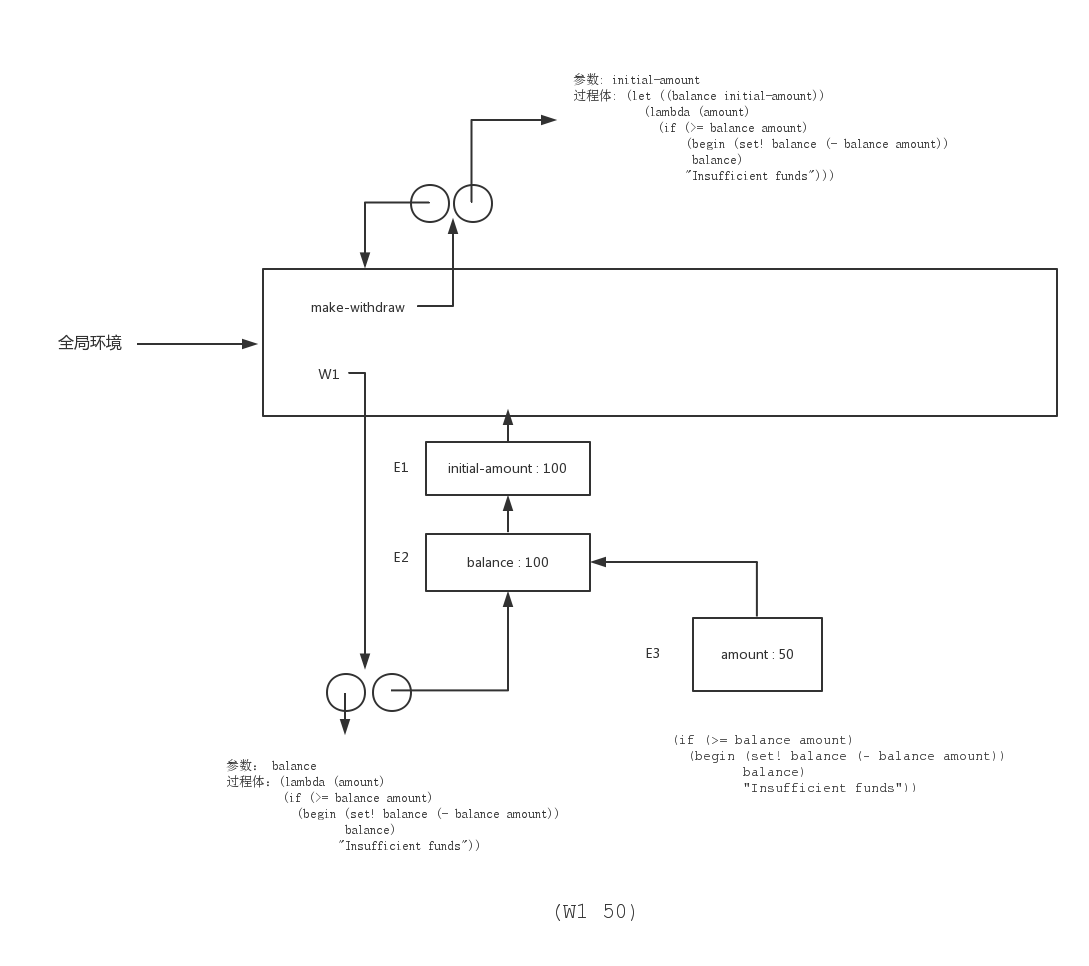 参数: initial-amount
过程体: (let ((balance initial-amount))
(lambda (amount)
(if (>= balance amount)
(begin (set! balance (- balance amount))
balance)
"Insufficient funds")))
make-withdraw
全局环境
W1
E1
initial-amount : 100
E2
balance : 100
E3
amount : 50
(if (>= balance amount)
(begin (set! balance (- balance amount))
balance)
"Insufficient funds"))
参数: balance
过程体: (lambda (amount)
(if (>= balance amount)
(begin (set! balance (- balance amount))
balance)
"Insufficient funds"))
(W1 50)